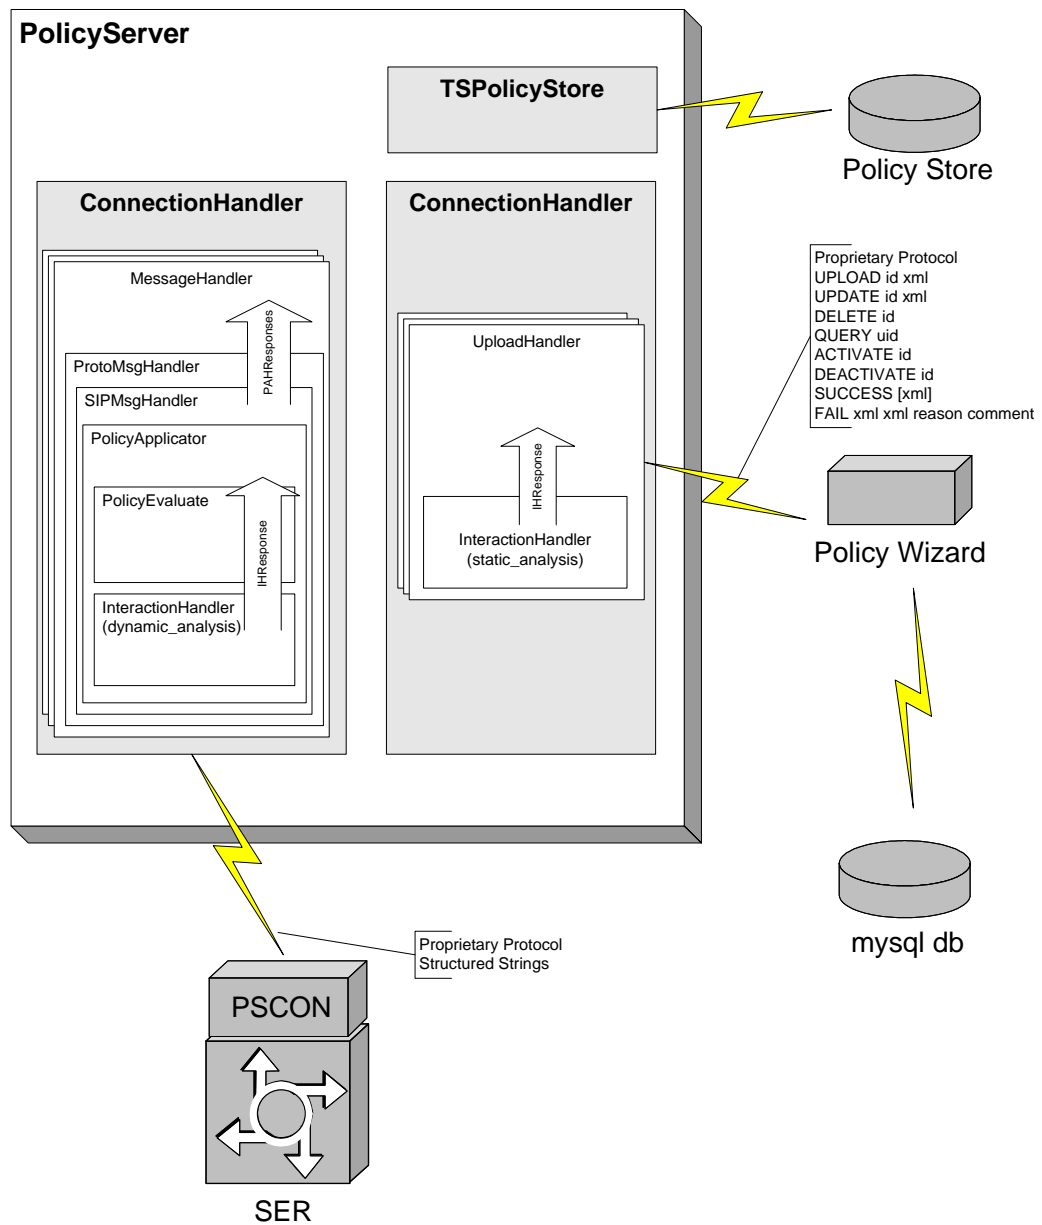 PolicyServer
TSPolicyStore
Policy Store
ConnectionHandler
MessageHandler
PAHResponses
ProtoMsgHandler
SIPMsgHandler
PolicyApplicator
PolicyEvaluate
IHResponse
InteractionHandler
(dynamic_analysis)
ConnectionHandler
UploadHandler
IHResponse
InteractionHandler
(static_analysis)
Proprietary Protocol
UPLOAD id xml
UPDATE id xml
DELETE id
QUERY uid
ACTIVATE id
DEACTIVATE id
SUCCESS [xml]
FAIL xml xml reason comment
Policy Wizard
mysql db
Proprietary Protocol
Structured Strings
PSCON
SER